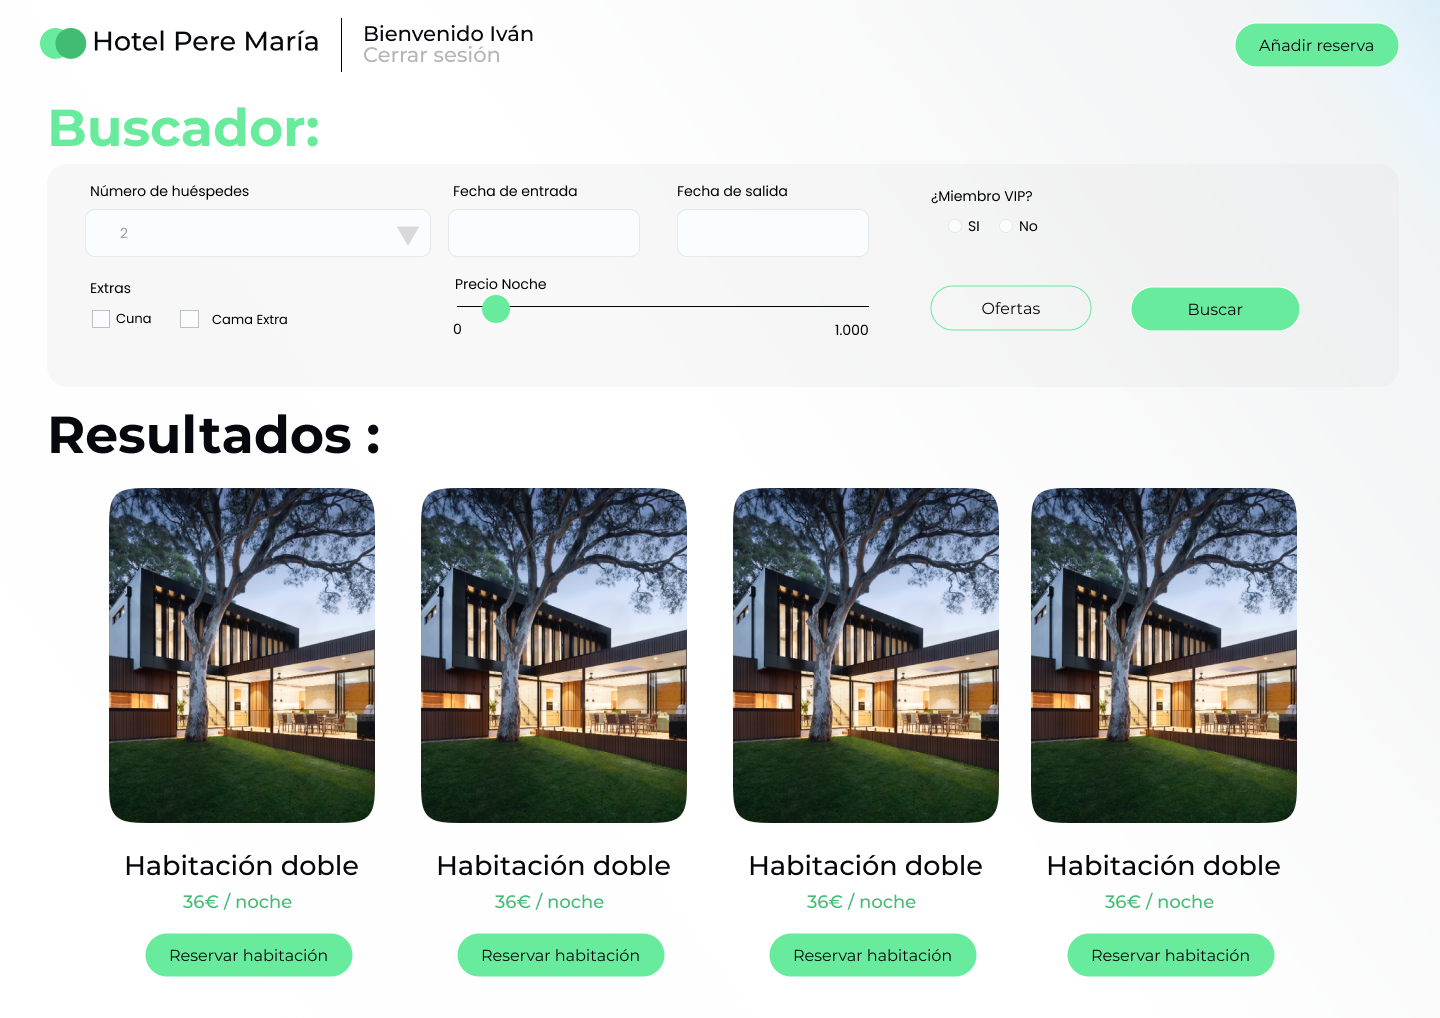 Hotel Pere María
Bienvenido Iván
Cerrar sesión
Añadir reserva
Buscador:
Número de huéspedes
Fecha de entrada
Fecha de salida
¿Miembro VIP?
2
SI
No
Extras
Precio Noche
Cuna
Cama Extra
0
1.000
Ofertas
Buscar
Resultados :
Habitación doble
Habitación doble
Habitación doble
Habitación doble
36€ / noche
36€ / noche
36€ / noche
36€ / noche
Reservar habitación
Reservar habitación
Reservar habitación
Reservar habitación